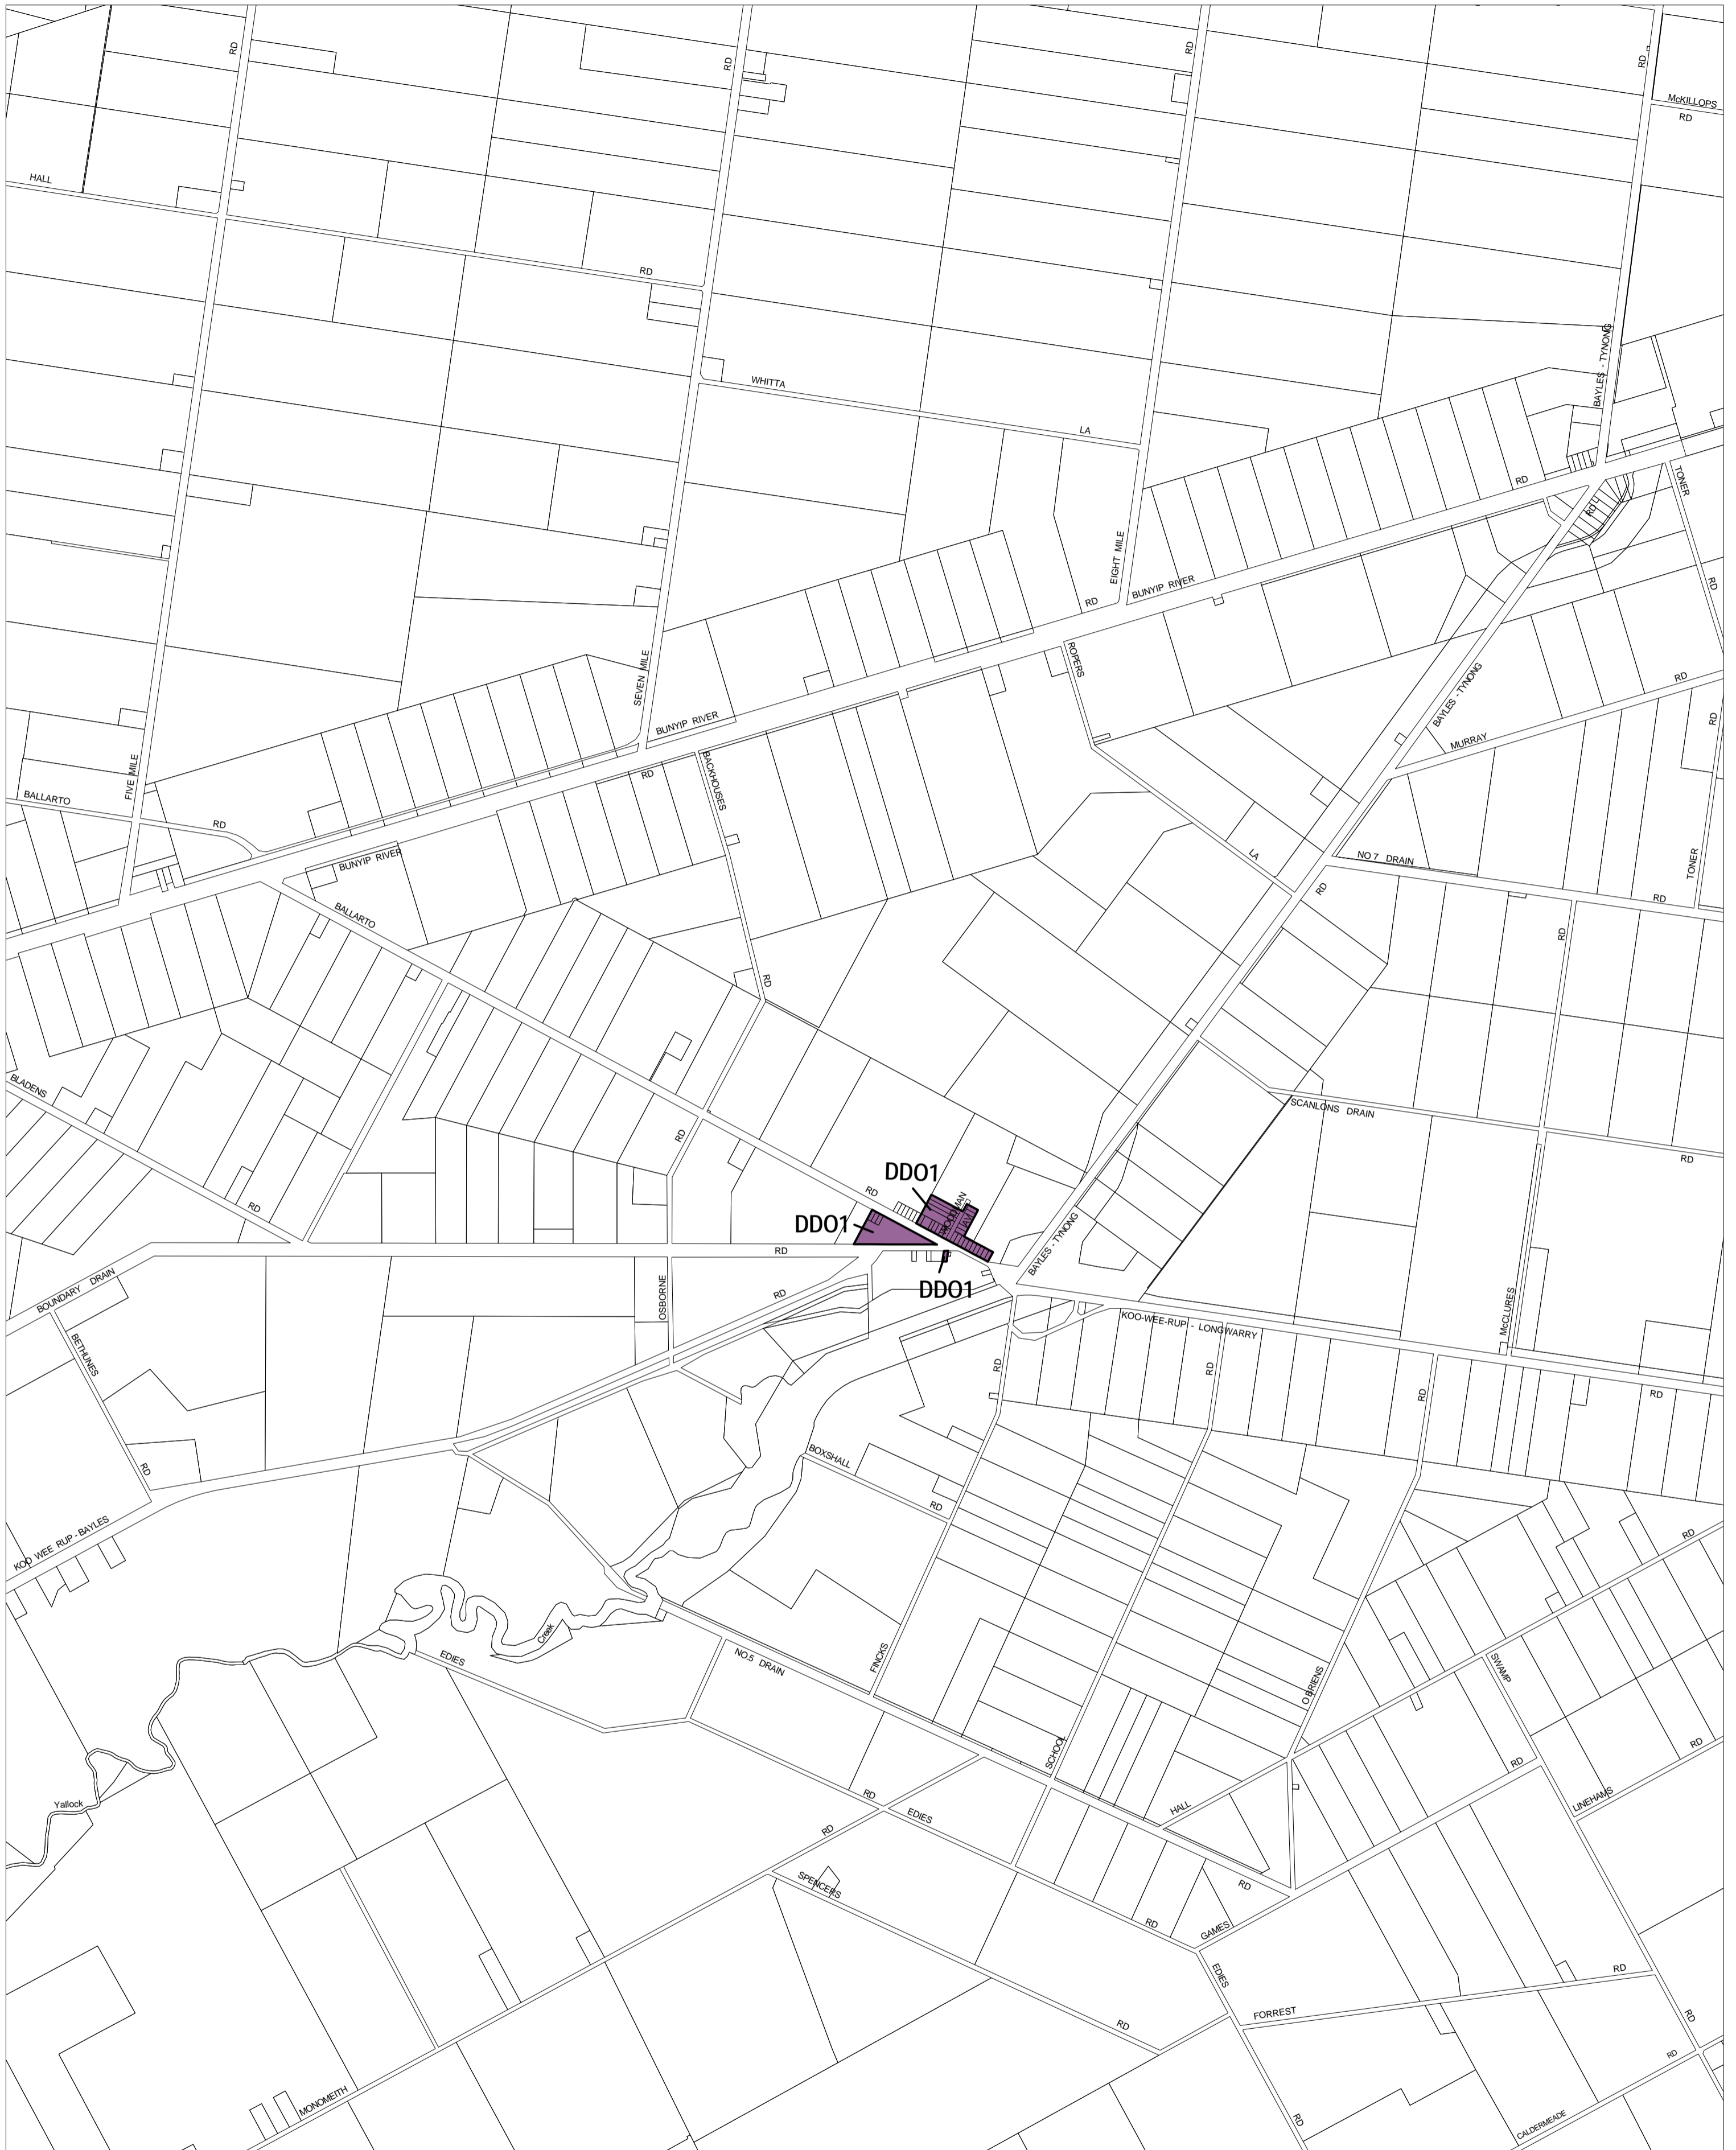 RD
RD
RD
RD
McKILLOPS
RD
HALL
RD
BAYLES - TYNONG
WHITTA
LA
RD
TONER
RD
EIGHT MILE
BUNYIP RIVER
RD
RD
ROPERS
SEVEN MILE
BAYLES - TYNONG
RD
BUNYIP RIVER
RD
MURRAY
BACKHOUSES
RD
FIVE MILE
BALLARTO
RD
BUNYIP RIVER
LA
NO 7 DRAIN
TONER
RD
RD
BALLARTO
RD
RD
BLADENS
SCANLONS DRAIN
RD
RD
RD
DDO1
RD
WOODMAN
WAY
DDO1
RD
BAYLES - TYNONG
DDO1
BOUNDARY DRAIN
RD
OSBORNE
McCLURES
KOO-WEE-RUP - LONGWARRY
BETHUNES
RD
RD
RD
RD
BOXSHALL
RD
RD
KOO WEE RUP - BAYLES
RD
Creek
EDIES
NO.5 DRAIN
FINCKS
SWAMP
O BRIENS
SCHOOL
RD
RD
RD
EDIES
HALL
LINEHAMS
Yallock
RD
SPENCERS
RD
RD
GAMES
EDIES
RD
FORREST
RD
RD
RD
MONOMEITH
RD
CALDERMEADE